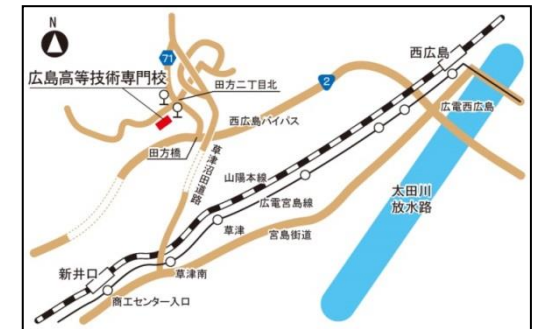 N
71
西広島
広島高等技術専門校
田方二丁目北
2
広電西広島
西広島バイパス
田方橋
草津沼田道路
山陽本線
広電宮島線
太田川
放水路
草津
宮島街道
新井口
草津南
商工センター入口